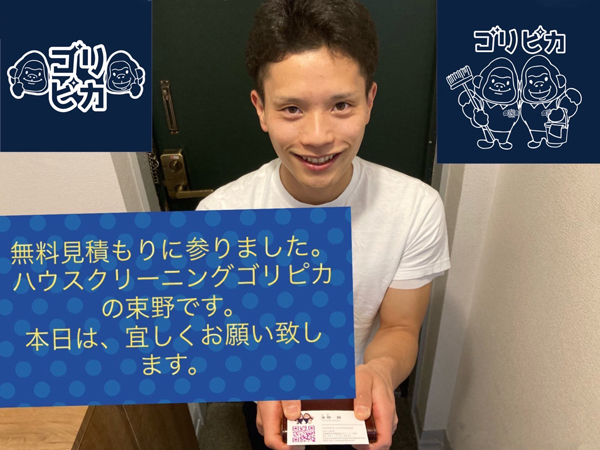 ゴリ
ピカ
ゴリピカ
無料見積もりに参りました。
ハウスクリーニングゴリピカ
の束野です。
本日は、宜しくお願い致し
ます。